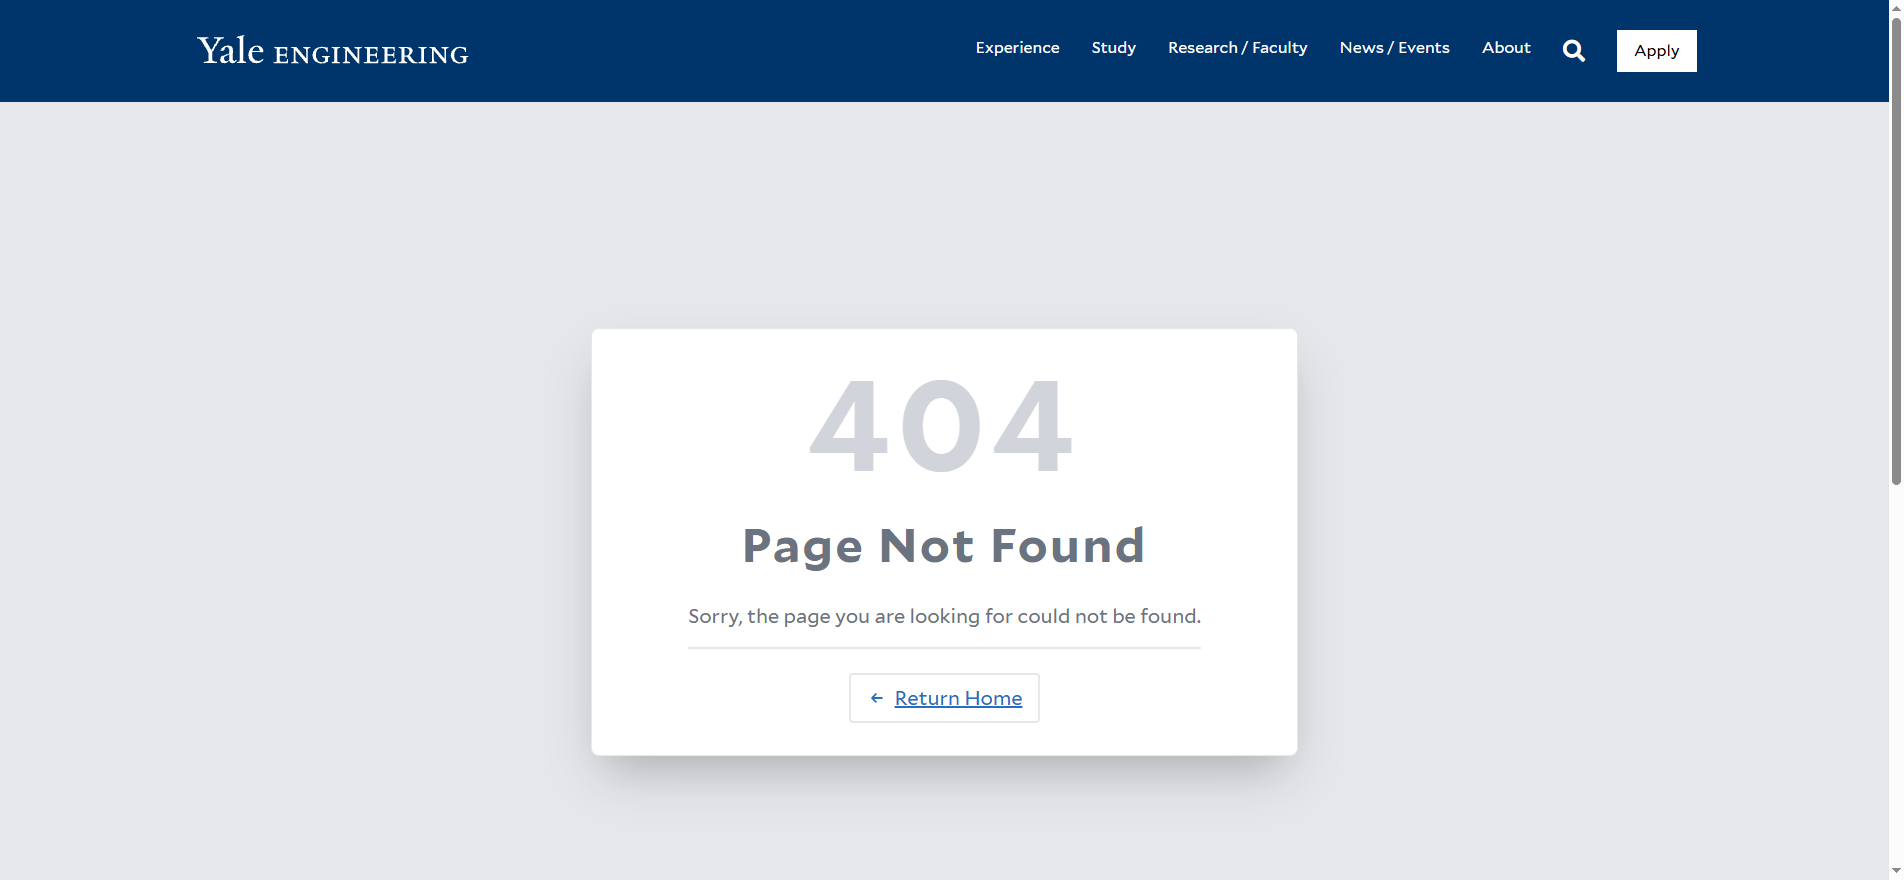 Yale ENGINEERING
Experience Study Research / Faculty News / Events About Apply
404
Page Not Found
Sorry, the page you are looking for could not be found.
← Return Home